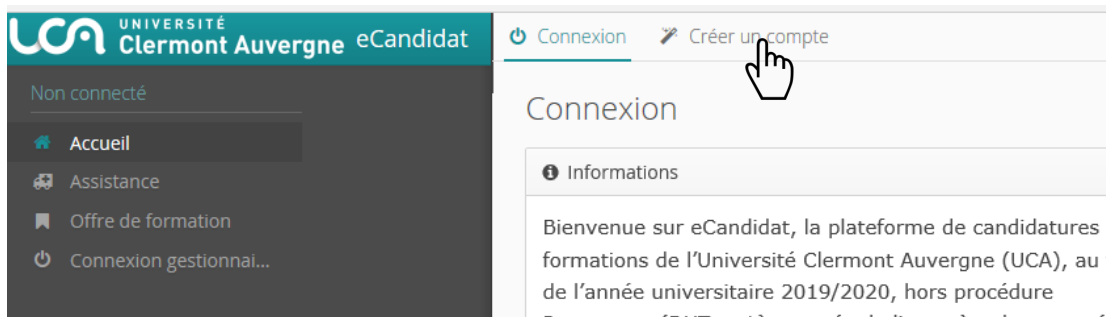 UNIVERSITÉ
Clermont Auvergne eCandidat
Connexion Créer un compte
Non connecté
Accueil
Assistance
Offre de formation
Connexion gestionnai...
Connexion
Informations
Bienvenue sur eCandidat, la plateforme de candidatures
formations de l'Université Clermont Auvergne (UCA), au
de l'année universitaire 2019/2020, hors procédure